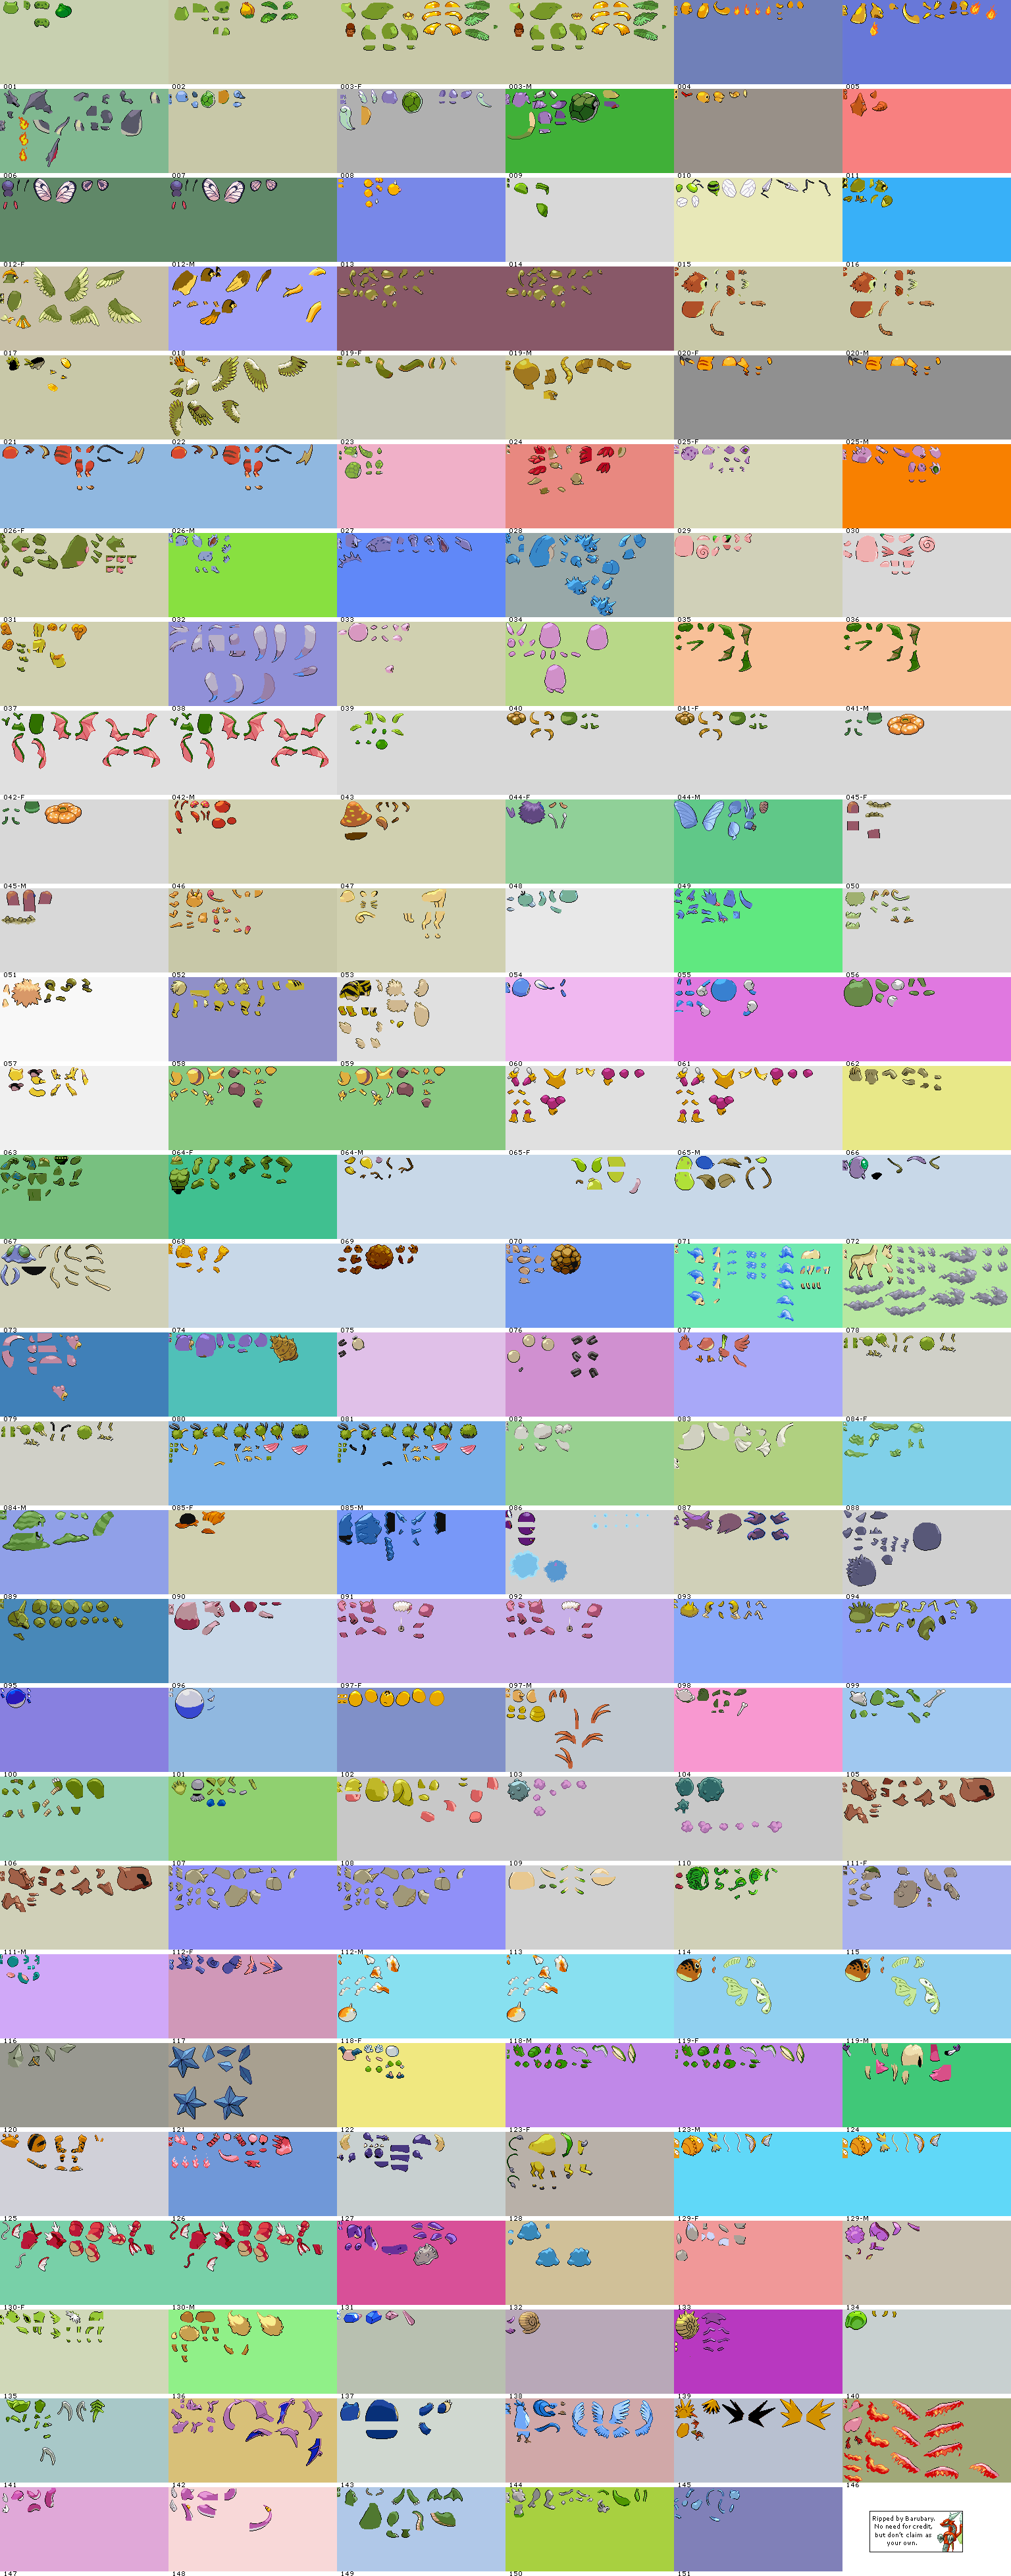 001 002 003-F 003-M 004 005
006 007 008 009 010 011
012-F 012-M 013 014 015 016
017 018 019-F 019-M 020-F 020-M
021 022 023 024 025-F 025-M
026-F 026-M 027 028 029 030
031 032 033 034 035 036
037 038 039 040 041-F 041-M
042-F 042-M 043 044-F 044-M 045-F
045-M 046 047 048 049 050
051 052 053 054 055 056
057 058 059 060 061 062
063 064-F 064-M 065-F 065-M 066
067 068 069 070 071 072
073 074 075 076 077 078
079 080 081 082 083 084-F
084-M 085-F 085-M 086 087 088
089 090 091 092 093 094
095 096 097-F 097-M 098 099
100 101 102 103 104 105
106 107 108 109 110 111-F
111-M 112-F 112-M 113 114 115
116 117 118-F 118-M 119-F 119-M
120 121 122 123-F 123-M 124
125 126 127 128 129-F 129-M
130-F 130-M 131 132 133 134
135 136 137 138 139 140
141 142 143 144 145 146
147 148 149 150 151
Ripped by Barubary.
No need for credit,
but don't claim as
your own.